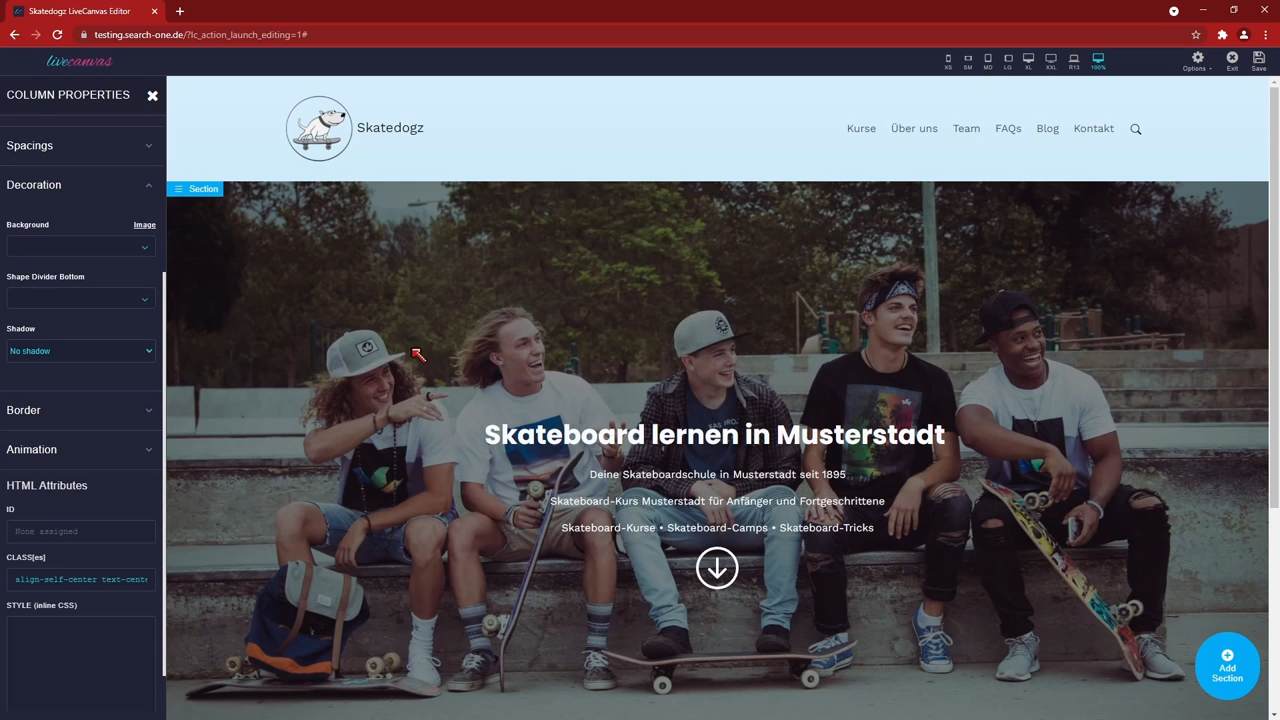 Skatedogz LiveCanvas Editor
testing.search-one.de/?lc_action_launch_editing=1#
livecanvas
XS SM MD LG XL XXL R13 100%
Options Exit Save
COLUMN PROPERTIES
Spacings
Decoration
Background Image
Shape Divider Bottom
Shadow
No shadow
Border
Animation
HTML Attributes
ID
None assigned
CLASS[es]
align-self-center text-cente
STYLE (inline CSS)
Skatedogz
Kurse Über uns Team FAQs Blog Kontakt
Section
Skateboard lernen in Musterstadt
Deine Skateboardschule in Musterstadt seit 1895
Skateboard-Kurs Musterstadt für Anfänger und Fortgeschrittene
Skateboard-Kurse • Skateboard-Camps • Skateboard-Tricks
Add
Section